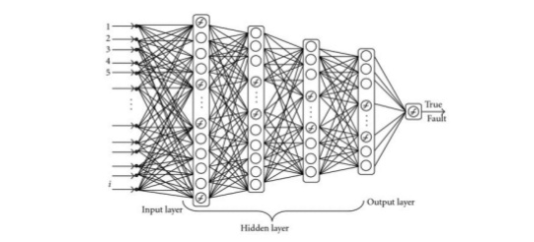 1
2
3
4
5
i
True
Fault
Input layer
Output layer
Hidden layer